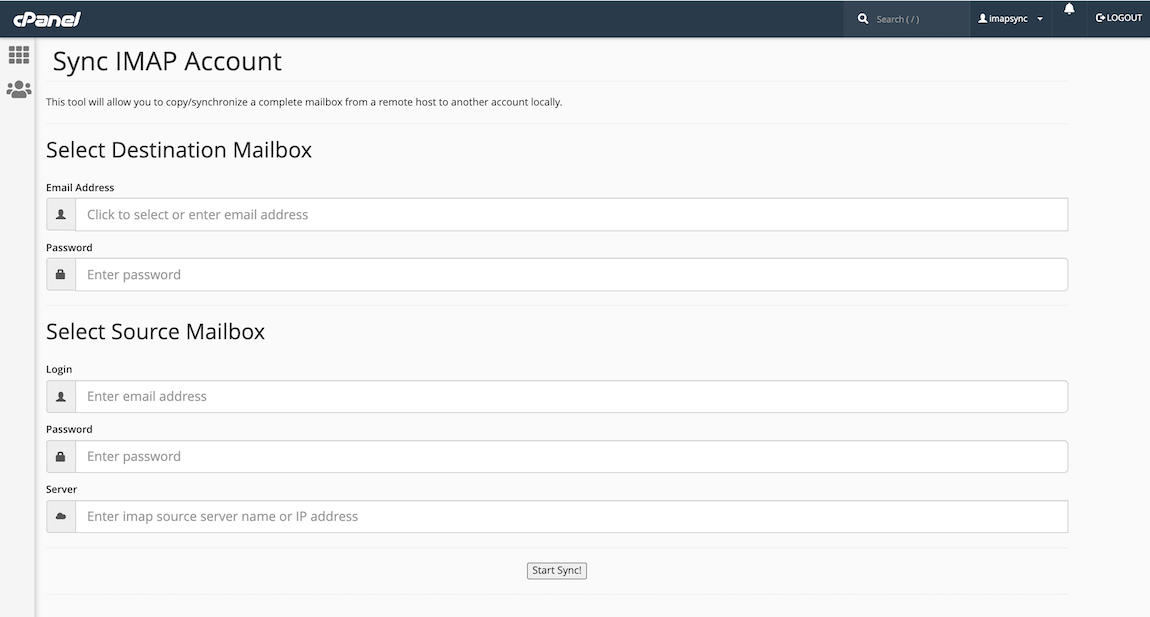 cPanel
Search ( / )
imapsync
LOGOUT
Sync IMAP Account
This tool will allow you to copy/synchronize a complete mailbox from a remote host to another account locally.
Select Destination Mailbox
Email Address
Click to select or enter email address
Password
Enter password
Select Source Mailbox
Login
Enter email address
Password
Enter password
Server
Enter imap source server name or IP address
Start Sync!